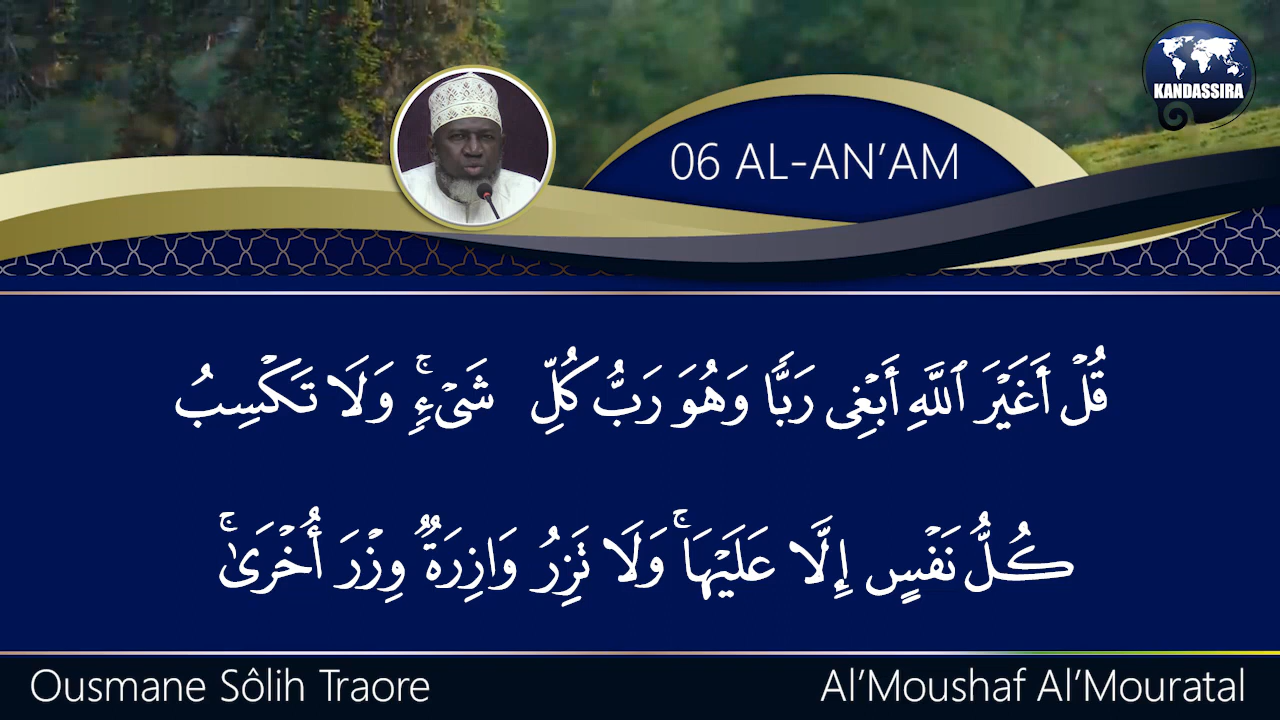 KANDASSIRA
06 AL-AN’AM
قُلۡ أَغَيۡرَ ٱللَّهِ أَبۡغِي رَبّٗا وَهُوَ رَبُّ كُلِّ شَيۡءٖۚ وَلَا تَكۡسِبُ
كُلُّ نَفۡسٍ إِلَّا عَلَيۡهَاۚ وَلَا تَزِرُ وَازِرَةٞ وِزۡرَ أُخۡرَىٰۚ
Ousmane Sôlih Traore
Al’Moushaf Al’Mouratal